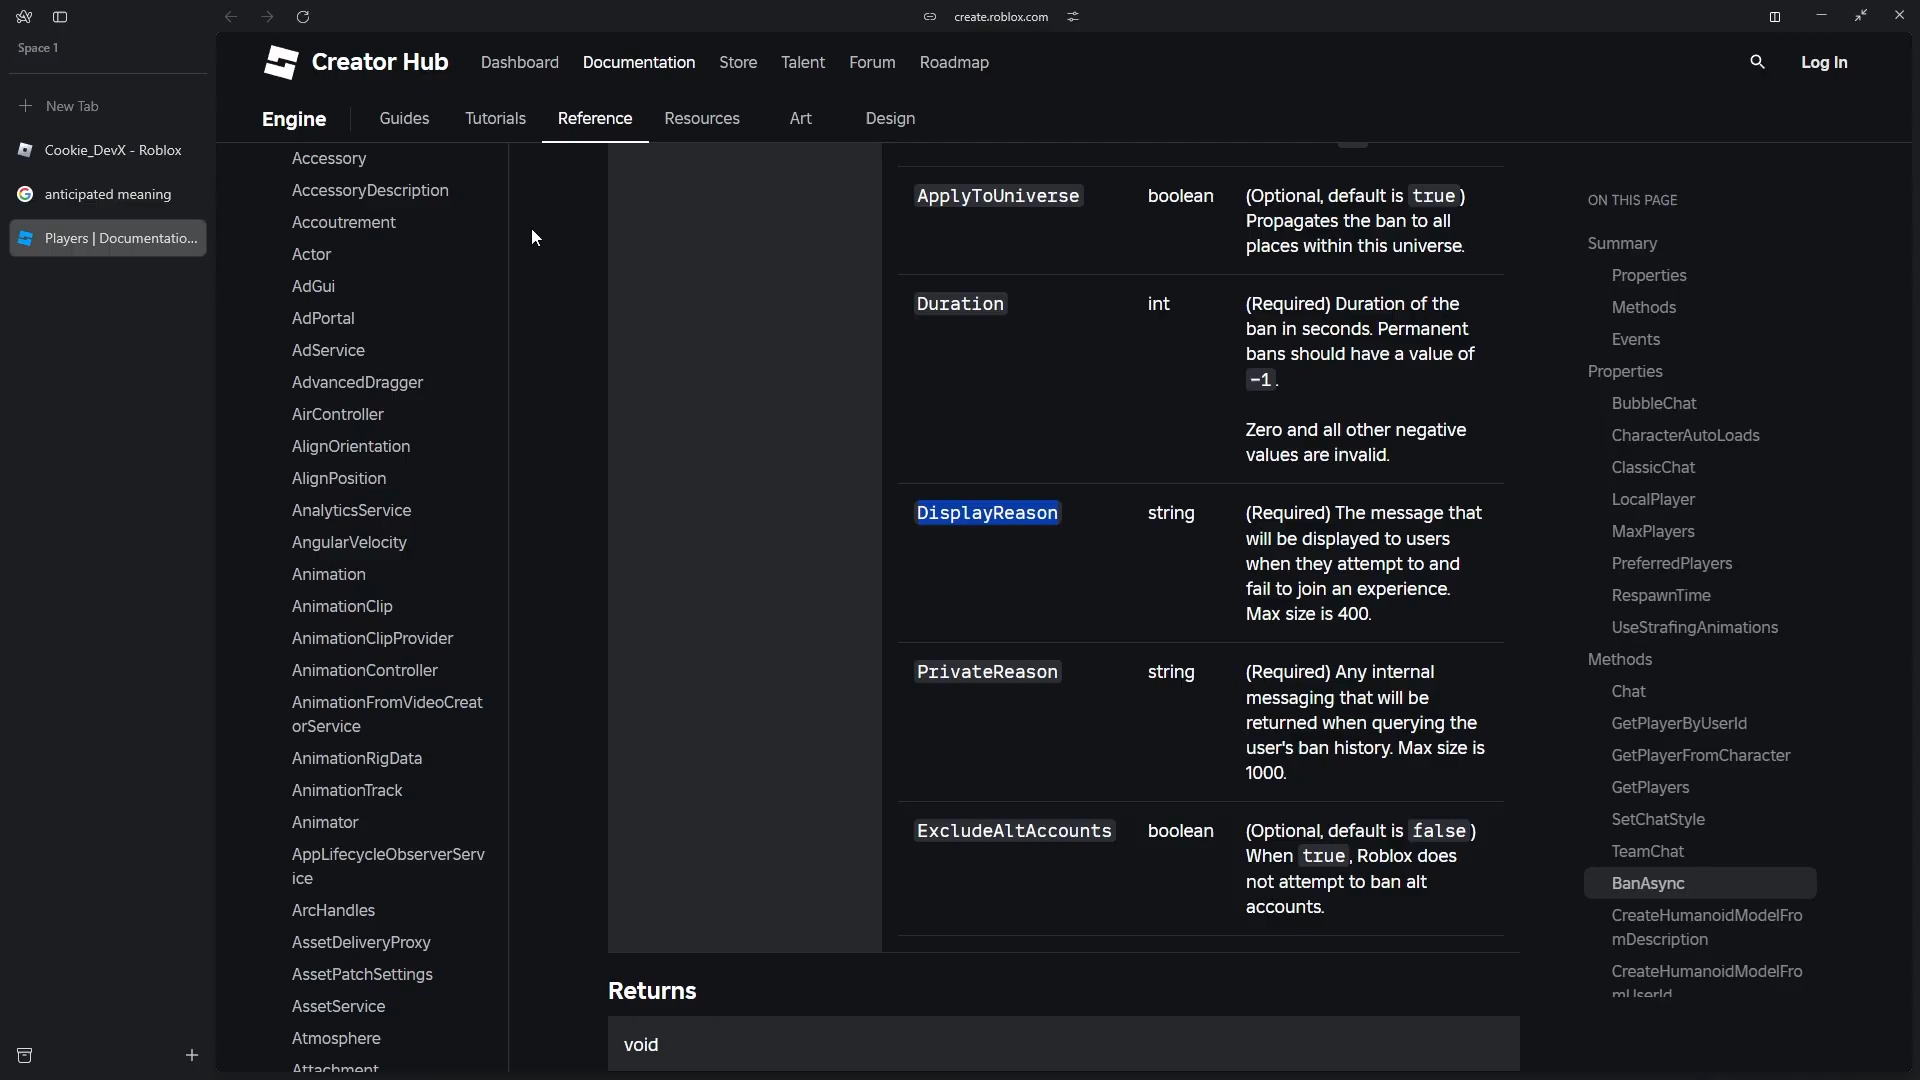 create.roblox.com
Space 1
New Tab
Cookie_DevX - Roblox
anticipated meaning
Players | Documentatio...
Creator Hub
Dashboard
Documentation
Store
Talent
Forum
Roadmap
Log In
Engine
Guides
Tutorials
Reference
Resources
Art
Design
Accessory
AccessoryDescription
Accoutrement
Actor
AdGui
AdPortal
AdService
AdvancedDragger
AirController
AlignOrientation
AlignPosition
AnalyticsService
AngularVelocity
Animation
AnimationClip
AnimationClipProvider
AnimationController
AnimationFromVideoCreat
orService
AnimationRigData
AnimationTrack
Animator
AppLifecycleObserverServ
ice
ArcHandles
AssetDeliveryProxy
AssetPatchSettings
AssetService
Atmosphere
Attachment
ApplyToUniverse boolean (Optional, default is true)
Propagates the ban to all
places within this universe.
Duration int (Required) Duration of the
ban in seconds. Permanent
bans should have a value of
-1.
Zero and all other negative
values are invalid.
DisplayReason string (Required) The message that
will be displayed to users
when they attempt to and
fail to join an experience.
Max size is 400.
PrivateReason string (Required) Any internal
messaging that will be
returned when querying the
user's ban history. Max size is
1000.
ExcludeAltAccounts boolean (Optional, default is false)
When true, Roblox does
not attempt to ban alt
accounts.
Returns
void
ON THIS PAGE
Summary
Properties
Methods
Events
Properties
BubbleChat
CharacterAutoLoads
ClassicChat
LocalPlayer
MaxPlayers
PreferredPlayers
RespawnTime
UseStrafingAnimations
Methods
Chat
GetPlayerByUserId
GetPlayerFromCharacter
GetPlayers
SetChatStyle
TeamChat
BanAsync
CreateHumanoidModelFro
mDescription
CreateHumanoidModelFro
mUserId